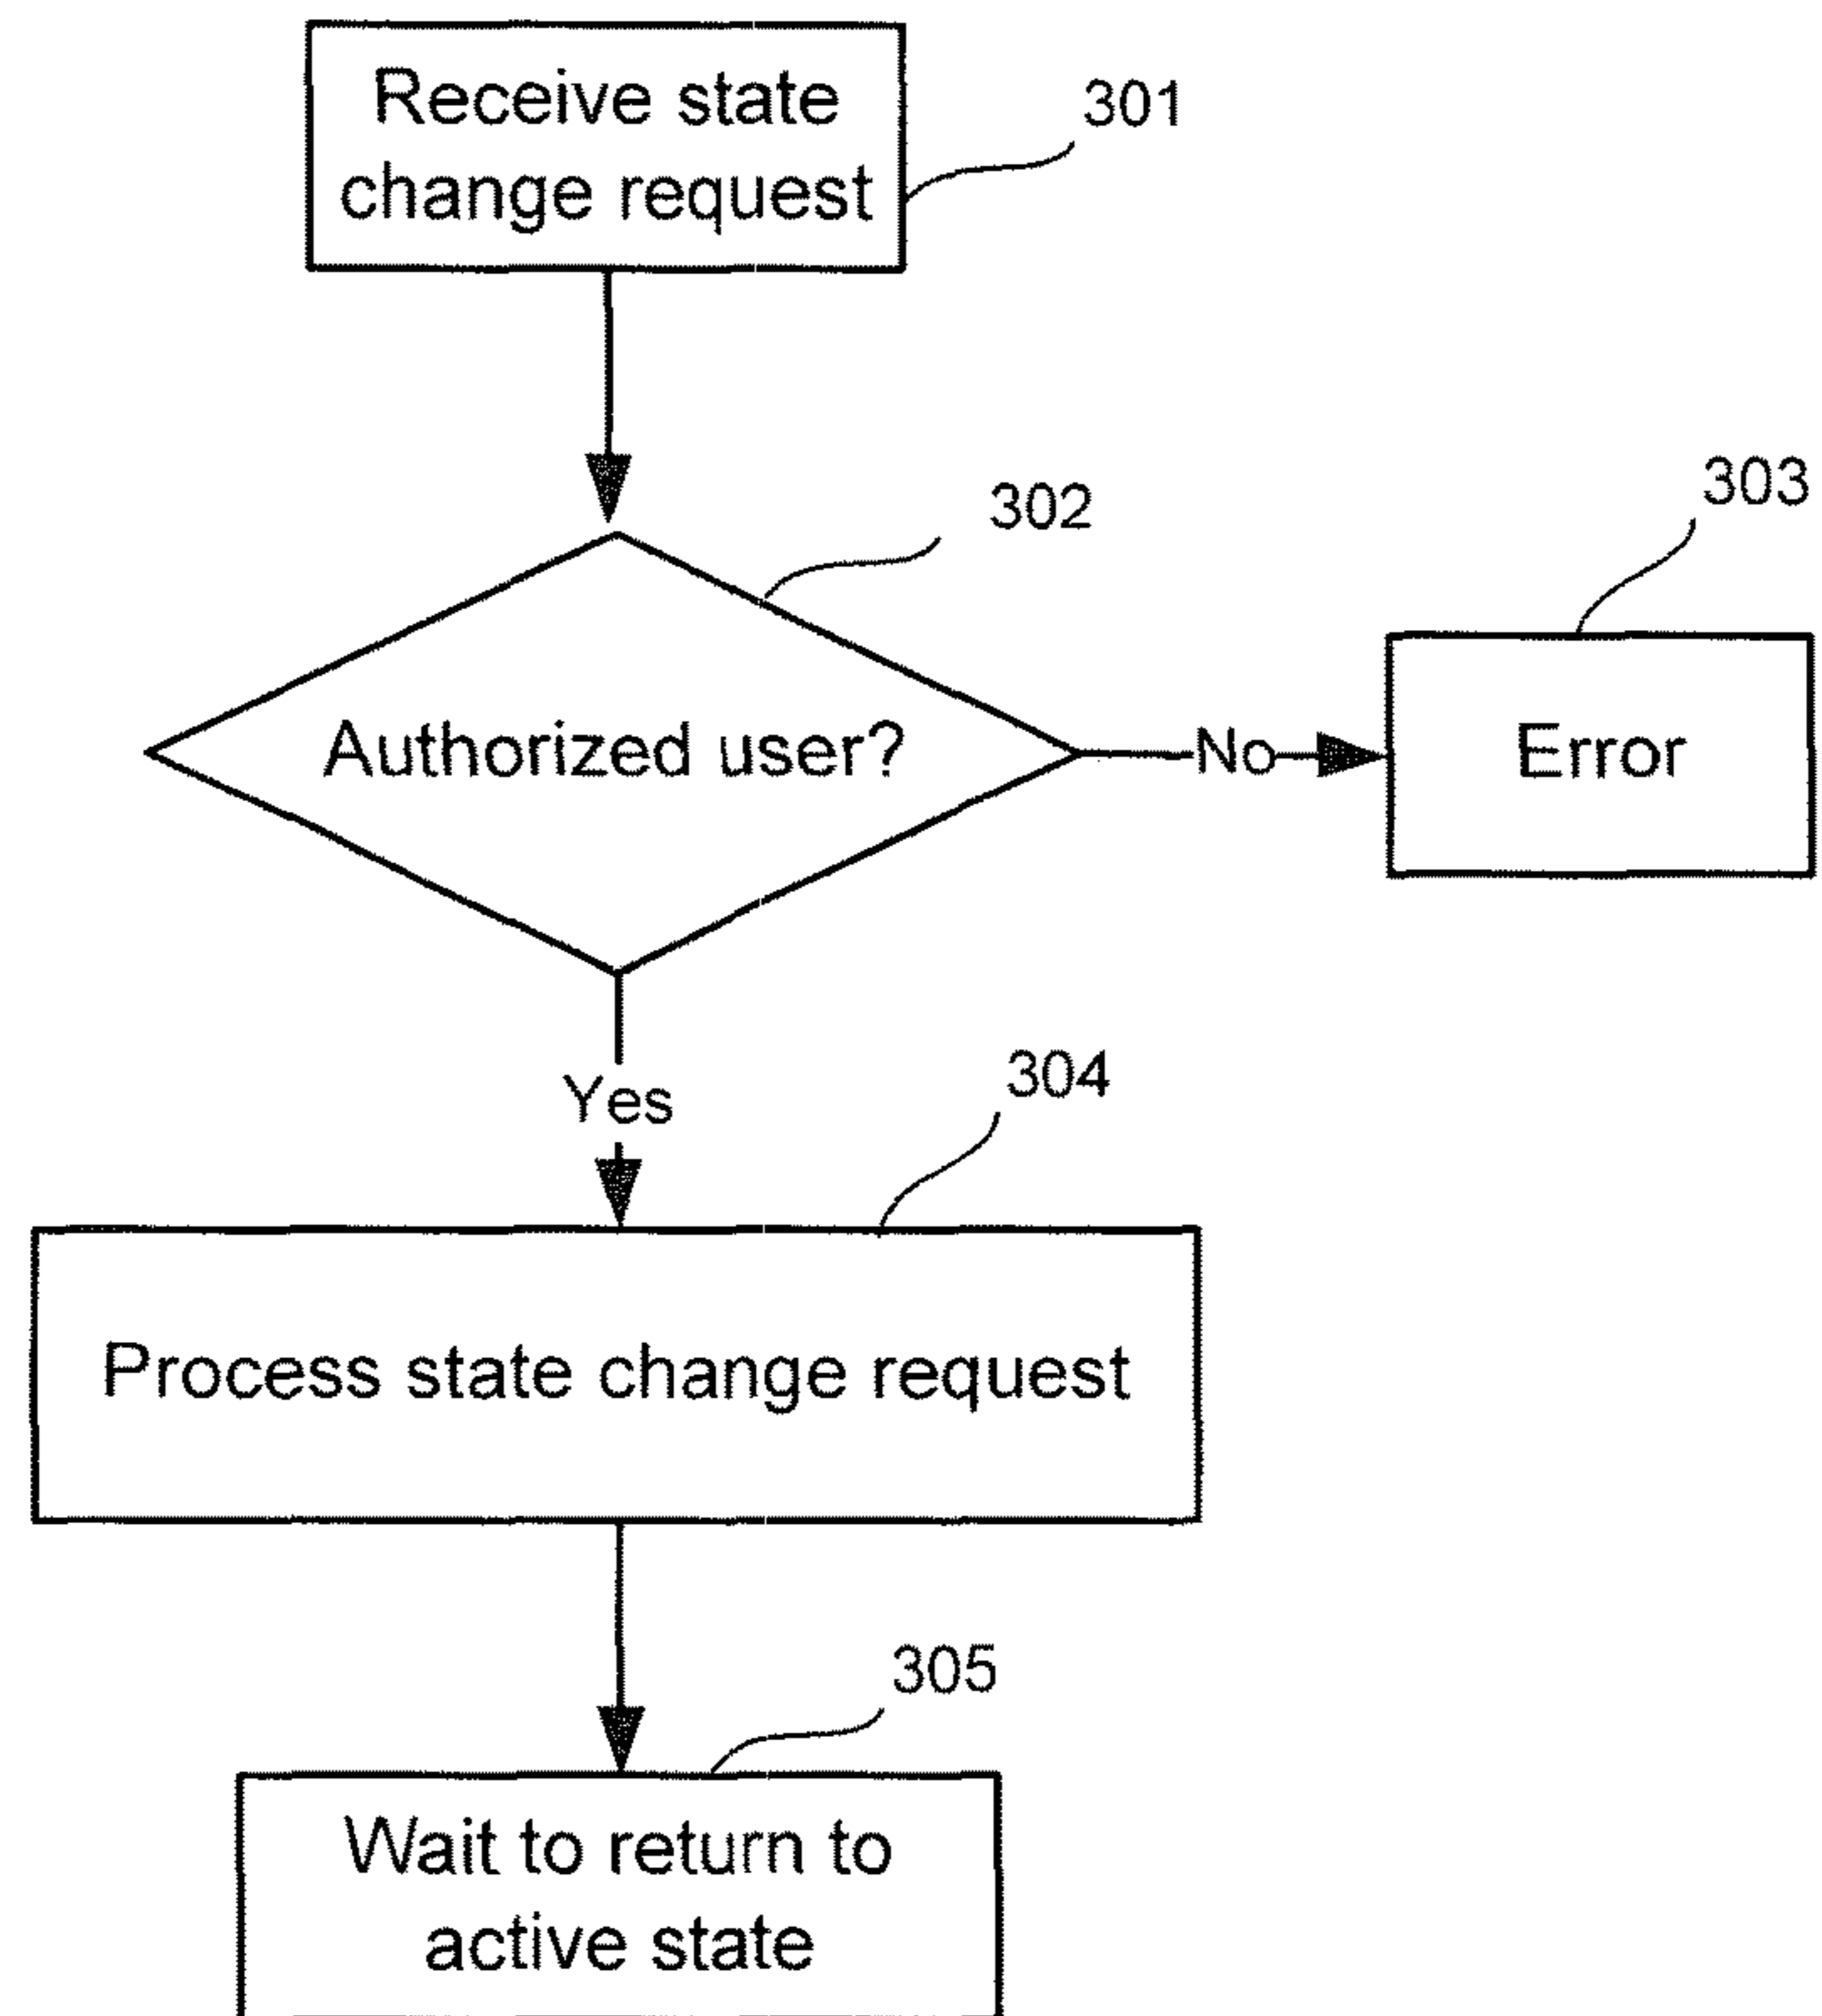 Receive state
change request
301
302
303
Authorized user?
No
Error
Yes
304
Process state change request
305
Wait to return to
active state